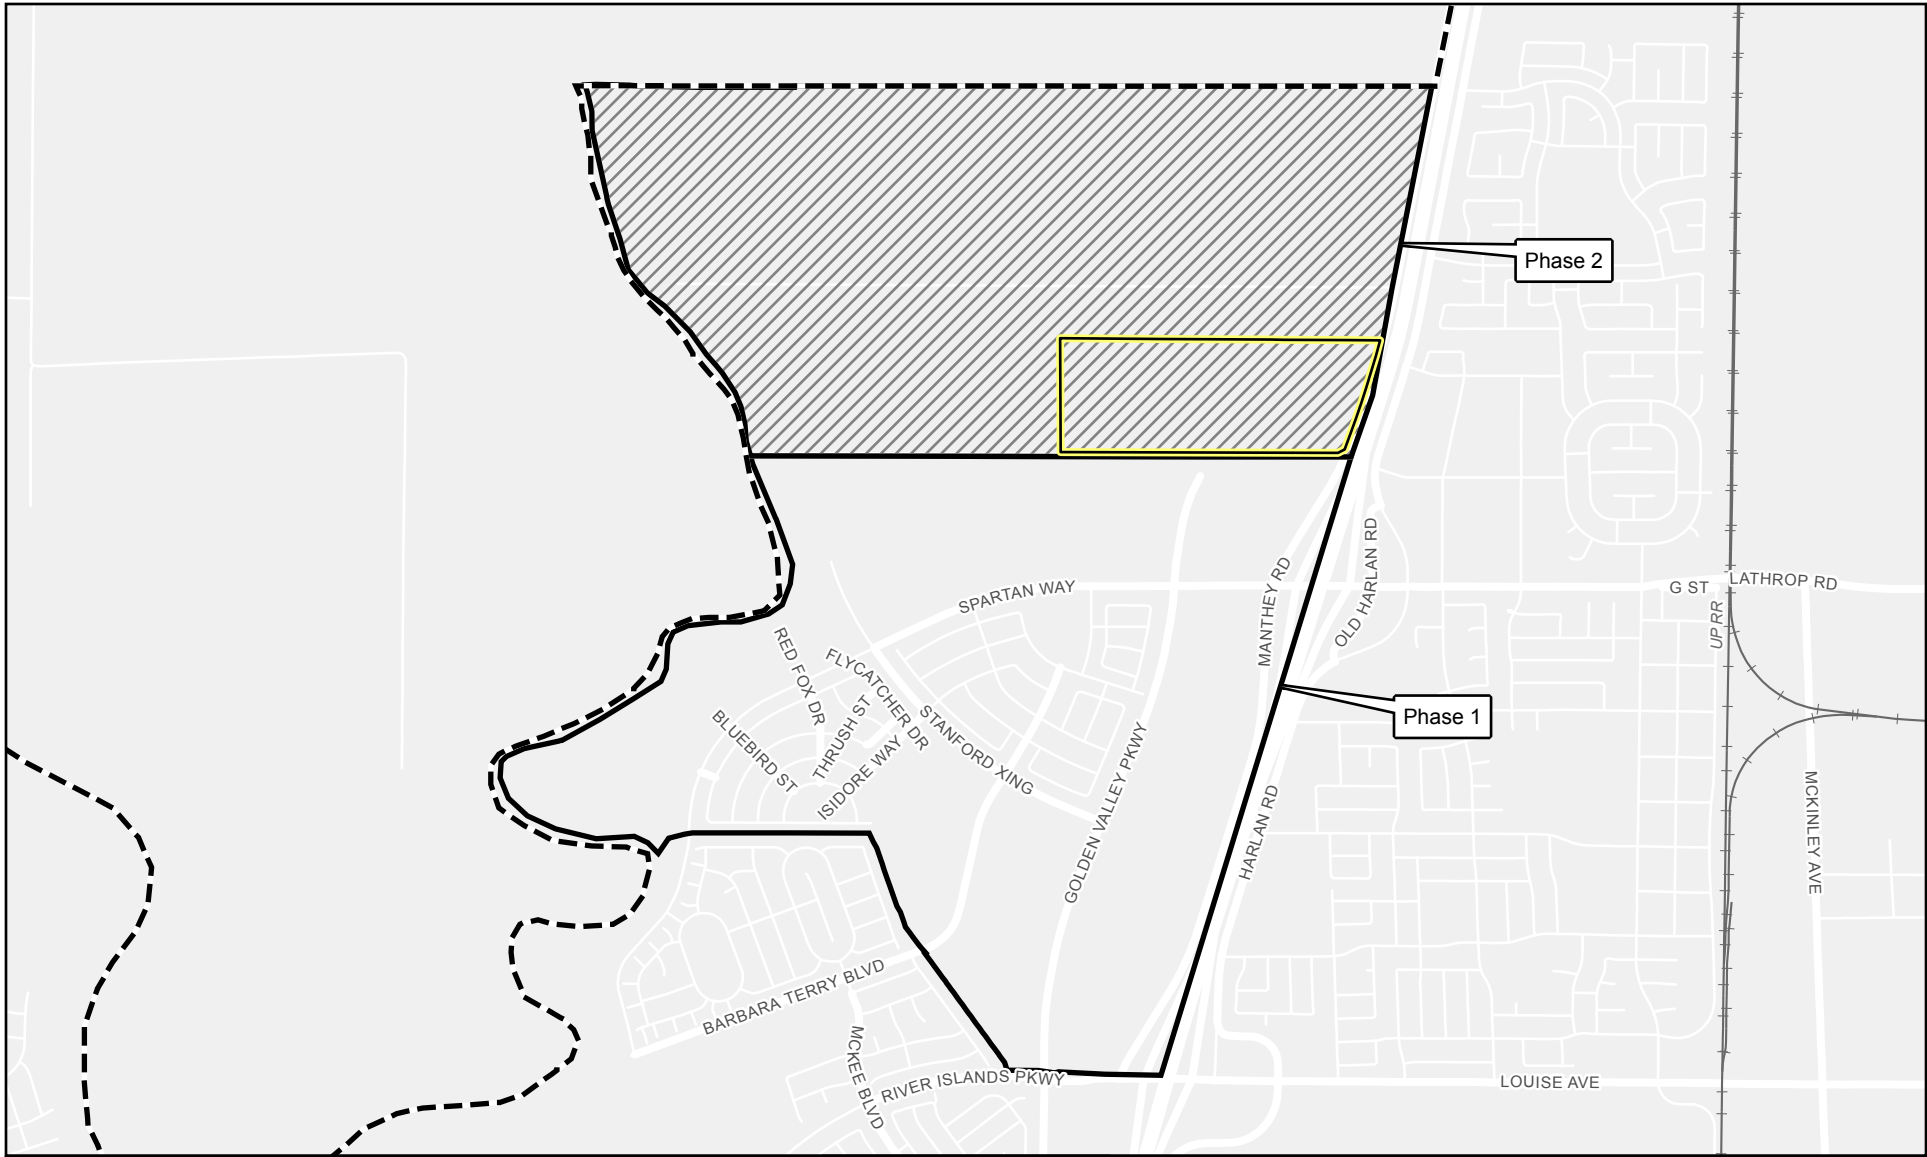 Phase 2
MANTHEY RD
OLD HARLAN RD
G ST
LATHROP RD
UP RR
SPARTAN WAY
RED FOX DR
FLYCATCHER DR
THRUSH ST
BLUEBIRD ST
ISIDORE WAY
STANFORD XING
Phase 1
GOLDEN VALLEY PKWY
HARLAN RD
MCKINLEY AVE
BARBARA TERRY BLVD
MCKEE BLVD
RIVER ISLANDS PKWY
LOUISE AVE